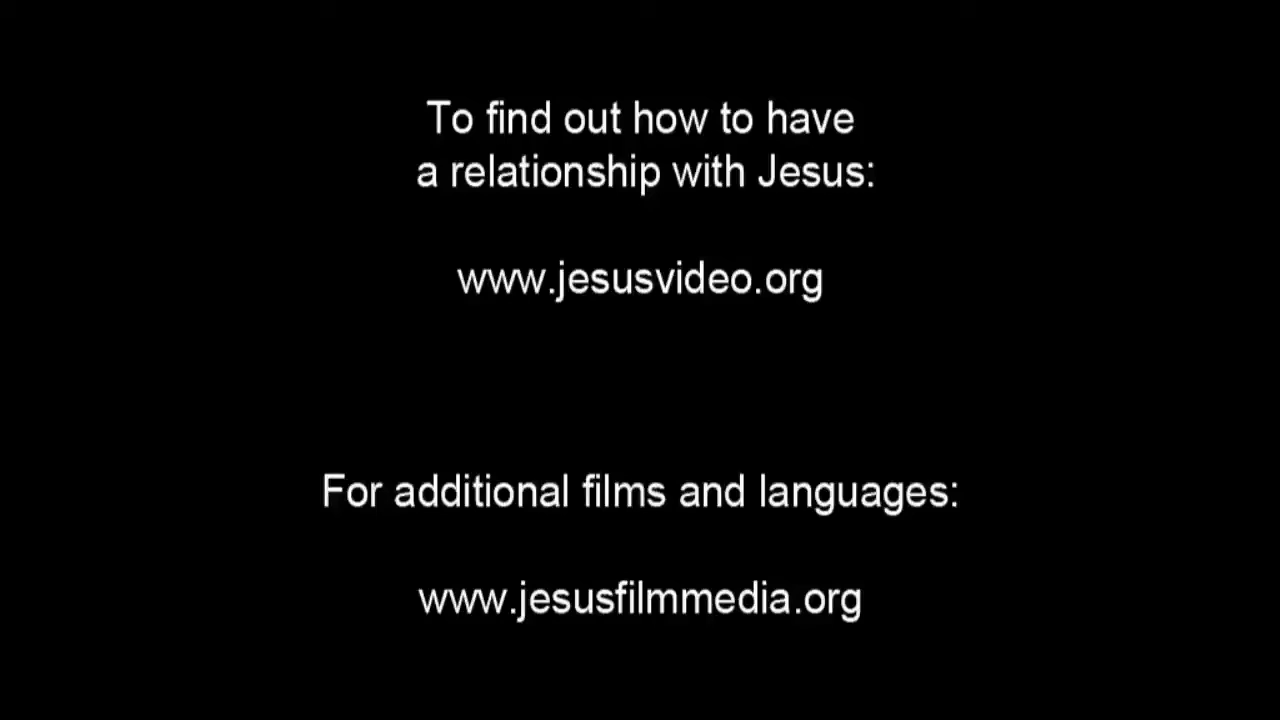 To find out how to have
a relationship with Jesus:
www.jesusvideo.org
For additional films and languages:
www.jesusfilmmedia.org